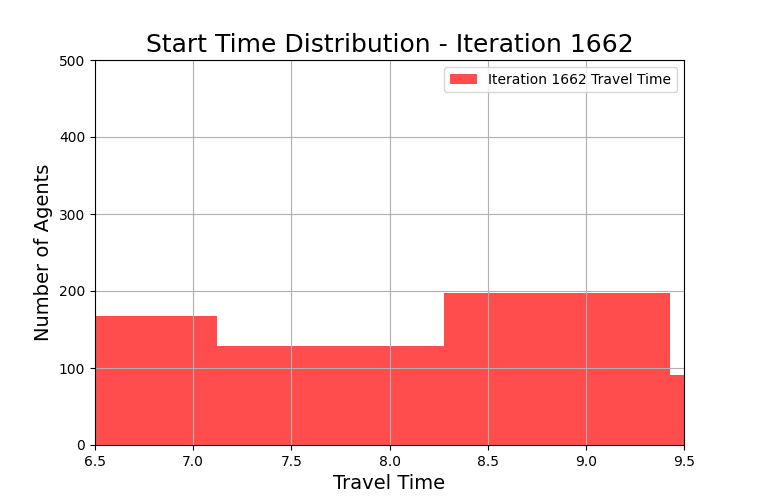 Start Time Distribution - Iteration 1662
Iteration 1662 Travel Time
Number of Agents
500
400
300
200
100
0
6.5 7.0 7.5 8.0 8.5 9.0 9.5
Travel Time